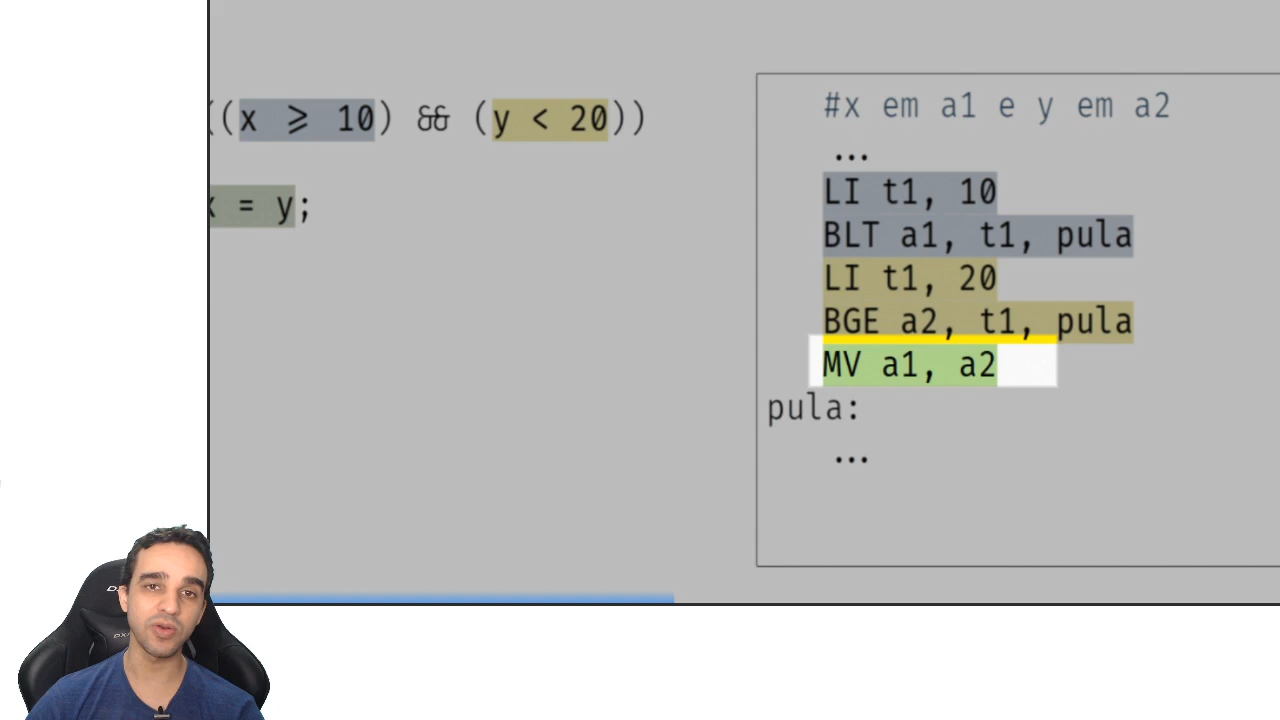 ((x >= 10) && (y < 20))
x = y;
#x em a1 e y em a2
...
LI t1, 10
BLT a1, t1, pula
LI t1, 20
BGE a2, t1, pula
MV a1, a2
pula:
...